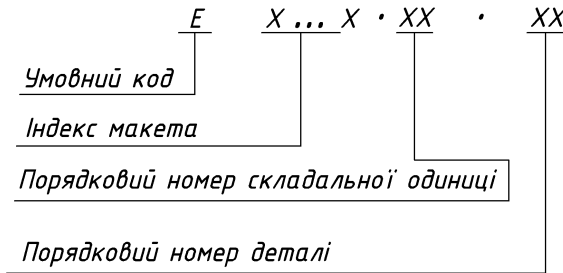 Е Х...Х · ХХ · ХХ
Умовний код
Індекс макета
Порядковий номер складальної одиниці
Порядковий номер деталі